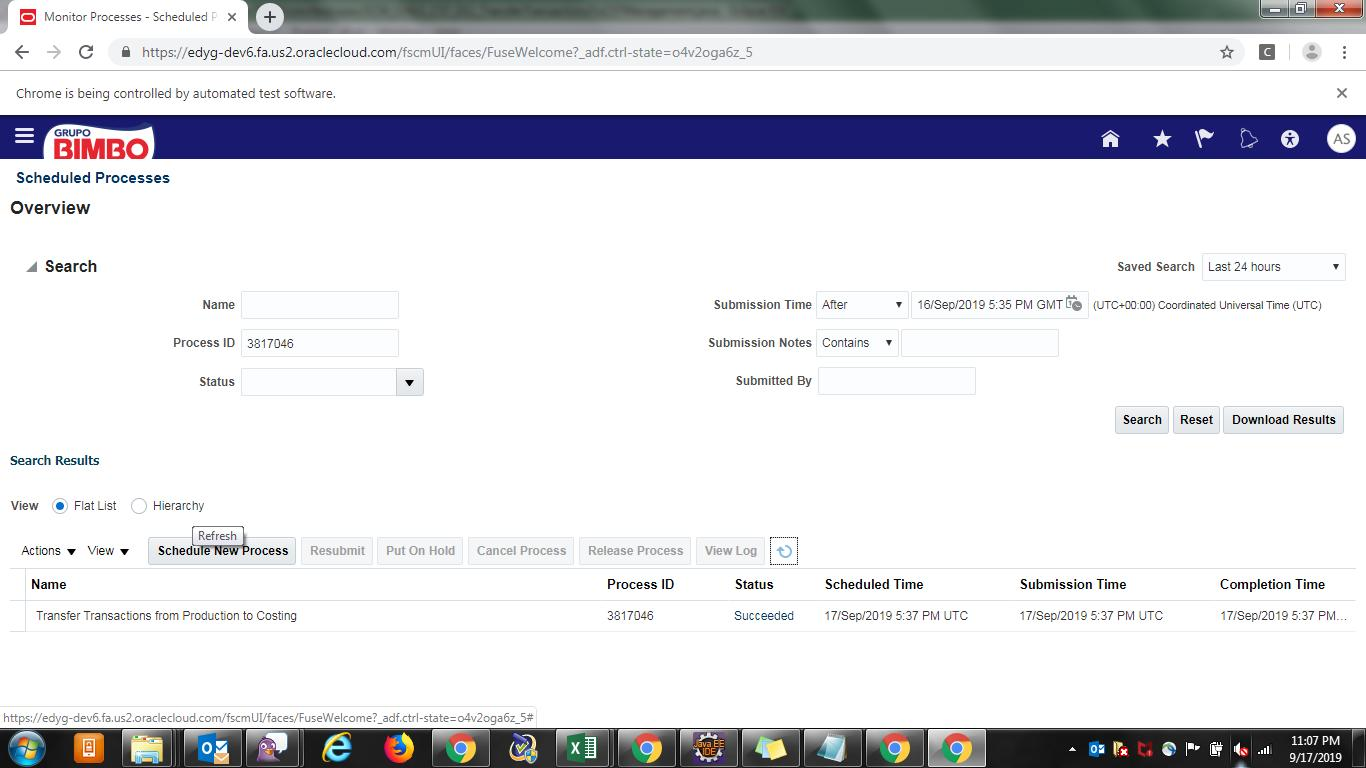 Monitor Processes - Scheduled P
https://edyg-dev6.fa.us2.oraclecloud.com/fscmUI/faces/FuseWelcome?_adf.ctrl-state=o4v2oga6z_5
C
Chrome is being controlled by automated test software.
GRUPO
BIMBO
AS
Scheduled Processes
Overview
Search
Saved Search Last 24 hours
Name
Submission Time After 16/Sep/2019 5:35 PM GMT (UTC+00:00) Coordinated Universal Time (UTC)
Process ID 3817046
Submission Notes Contains
Status
Submitted By
Search Reset Download Results
Search Results
View Flat List Hierarchy
Refresh
Actions View Schedule New Process Resubmit Put On Hold Cancel Process Release Process View Log
Name Process ID Status Scheduled Time Submission Time Completion Time
Transfer Transactions from Production to Costing 3817046 Succeeded 17/Sep/2019 5:37 PM UTC 17/Sep/2019 5:37 PM UTC 17/Sep/2019 5:37 PM...
https://edyg-dev6.fa.us2.oraclecloud.com/fscmUI/faces/FuseWelcome?_adf.ctrl-state=o4v2oga6z_5#
Java EE
IDE
11:07 PM
9/17/2019